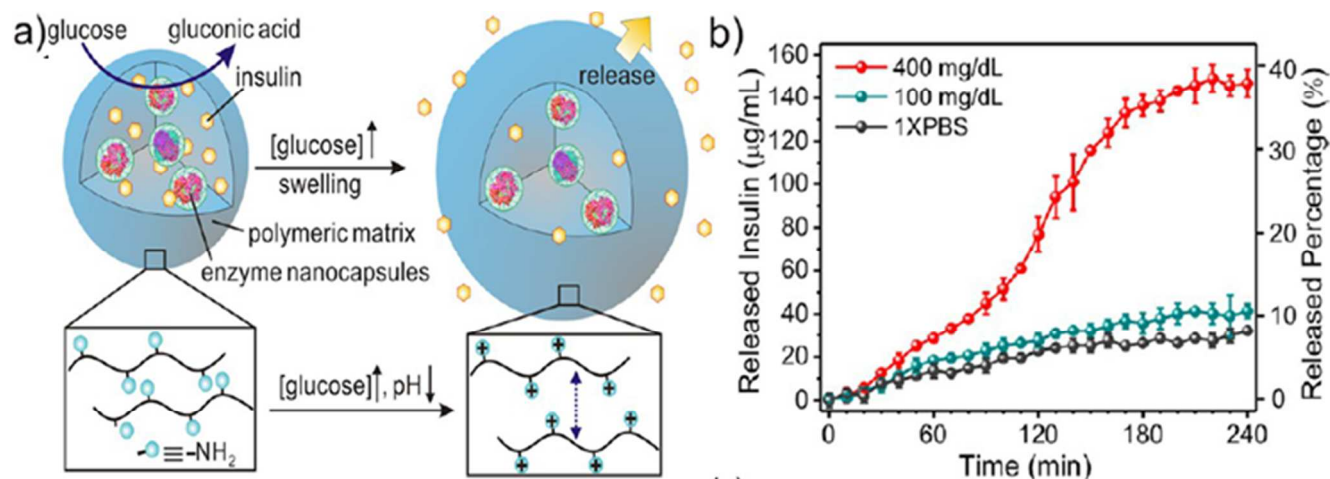 a)
glucose
gluconic acid
insulin
release
[glucose]↑
swelling
polymeric matrix
enzyme nanocapsules
[glucose]↑, pH↓
≡-NH2
+ + + + + + + +
b)
400 mg/dL
100 mg/dL
1XPBS
Released Insulin (μg/mL)
160
140
120
100
80
60
40
20
0
Released Percentage (%)
40
30
20
10
0
0 60 120 180 240
Time (min)